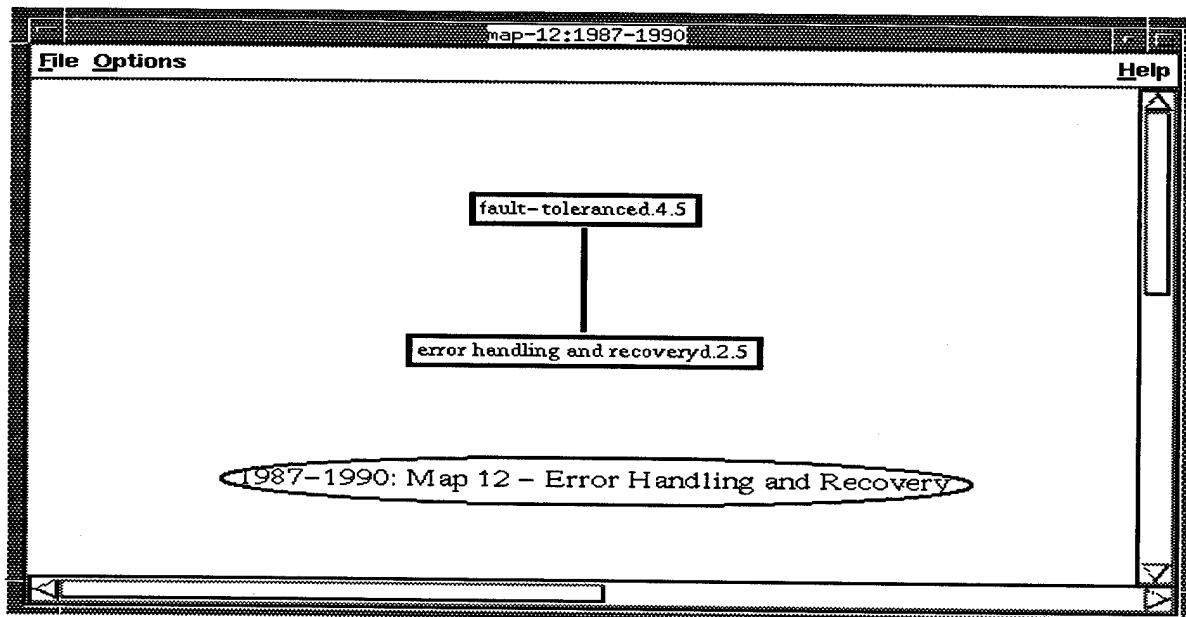 map-12:1987-1990
File Options Help
fault-toleranced.4.5
error handling and recoveryd.2.5
1987-1990: Map 12 - Error Handling and Recovery